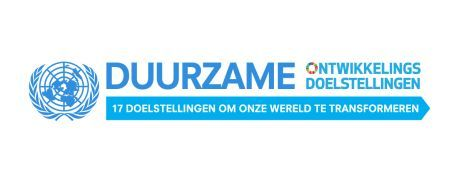 DUURZAME
ONTWIKKELINGS
DOELSTELLINGEN
17 DOELSTELLINGEN OM ONZE WERELD TE TRANSFORMEREN